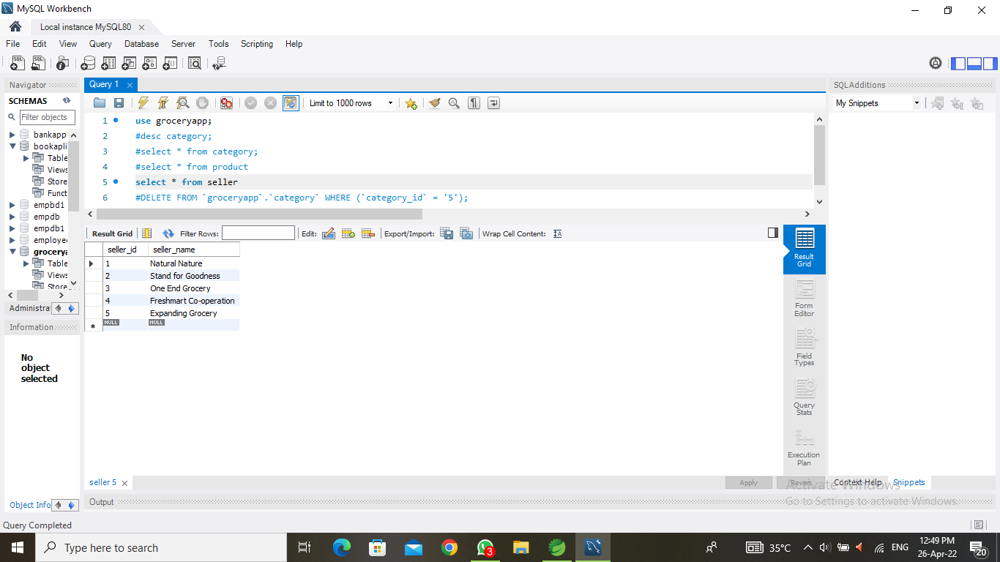 MySQL Workbench
Local instance MySQL80
File Edit View Query Database Server Tools Scripting Help
Navigator
SCHEMAS
Filter objects
bankapp
bookapli
Table
Views
Store
Funct
empbd1
empdb
empdb1
employee
grocerya
Table
Views
Store
Administrat
Information
No
object
selected
Object Info
Query 1
Limit to 1000 rows
1 use groceryapp;
2 #desc category;
3 #select * from category;
4 #select * from product
5 select * from seller
6 #DELETE FROM `groceryapp`.`category` WHERE (`category_id` = '5');
Result Grid Filter Rows: Edit: Export/Import: Wrap Cell Content:
seller_id seller_name
1 Natural Nature
2 Stand for Goodness
3 One End Grocery
4 Freshmart Co-operation
5 Expanding Grocery
NULL NULL
Result
Grid
Form
Editor
Field
Types
Query
Stats
Execution
Plan
seller 5
Apply Revert
Output
SQLAdditions
My Snippets
Context Help Snippets
Activate Windows
Go to Settings to activate Windows.
Query Completed
Type here to search
3
35°C
ENG
12:49 PM
26-Apr-22
20